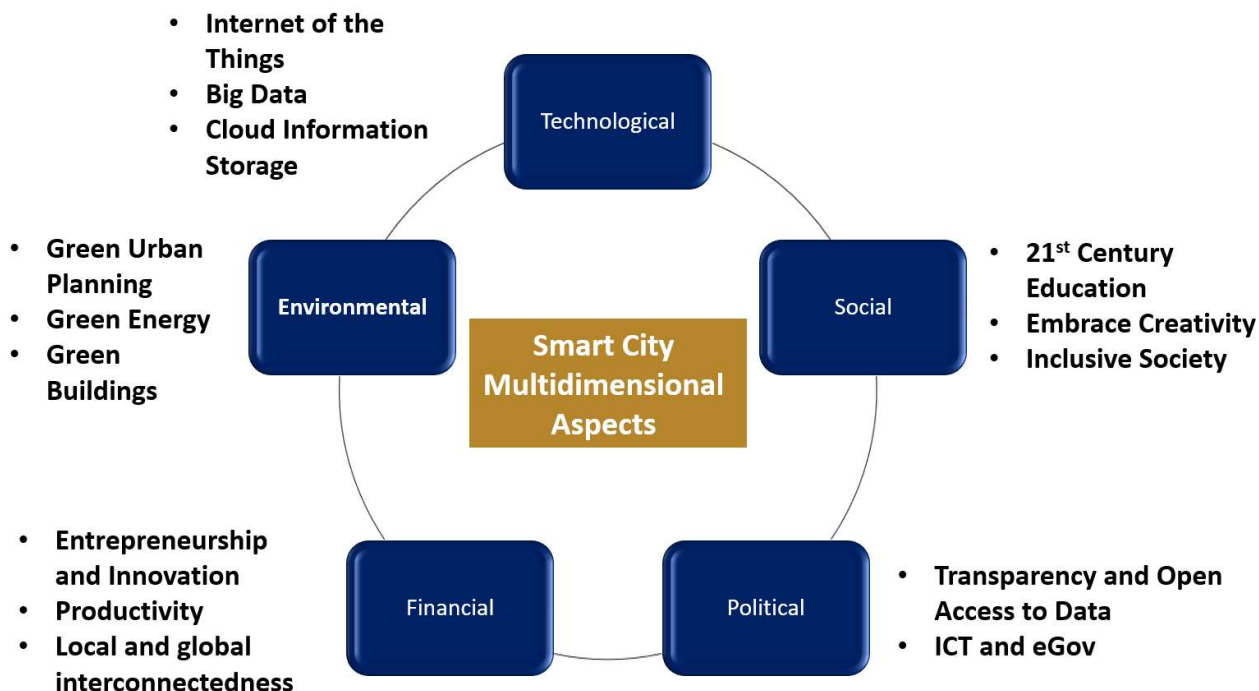 • Internet of the
Things
• Big Data
• Cloud Information
Storage
Technological
• Green Urban
Planning
• Green Energy
• Green
Buildings
Environmental
Smart City
Multidimensional
Aspects
Social
• 21st Century
Education
• Embrace Creativity
• Inclusive Society
• Entrepreneurship
and Innovation
• Productivity
• Local and global
interconnectedness
Financial
Political
• Transparency and Open
Access to Data
• ICT and eGov